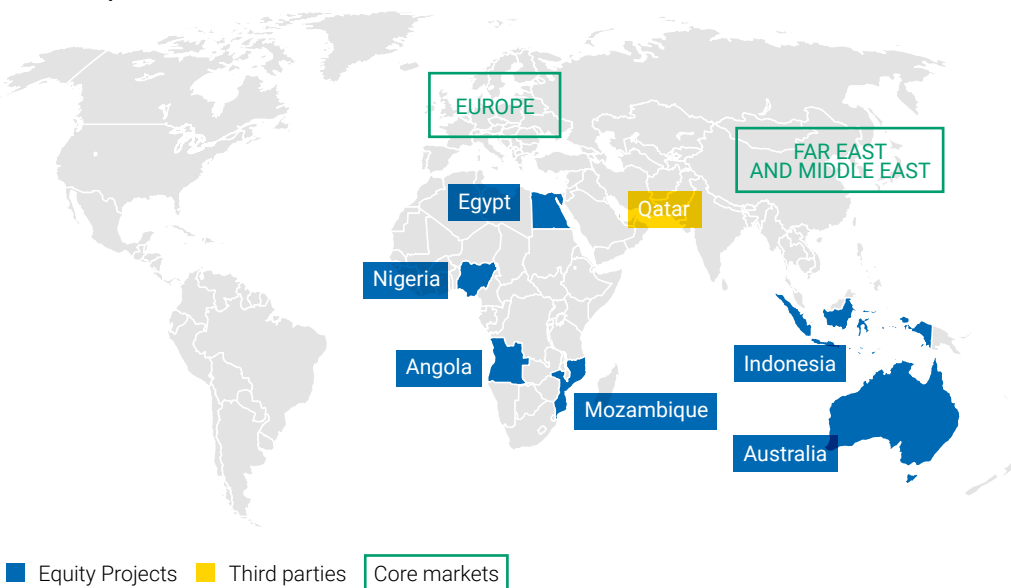 EUROPE
FAR EAST
AND MIDDLE EAST
Egypt
Qatar
Nigeria
Angola
Indonesia
Mozambique
Australia
Equity Projects
Third parties
Core markets